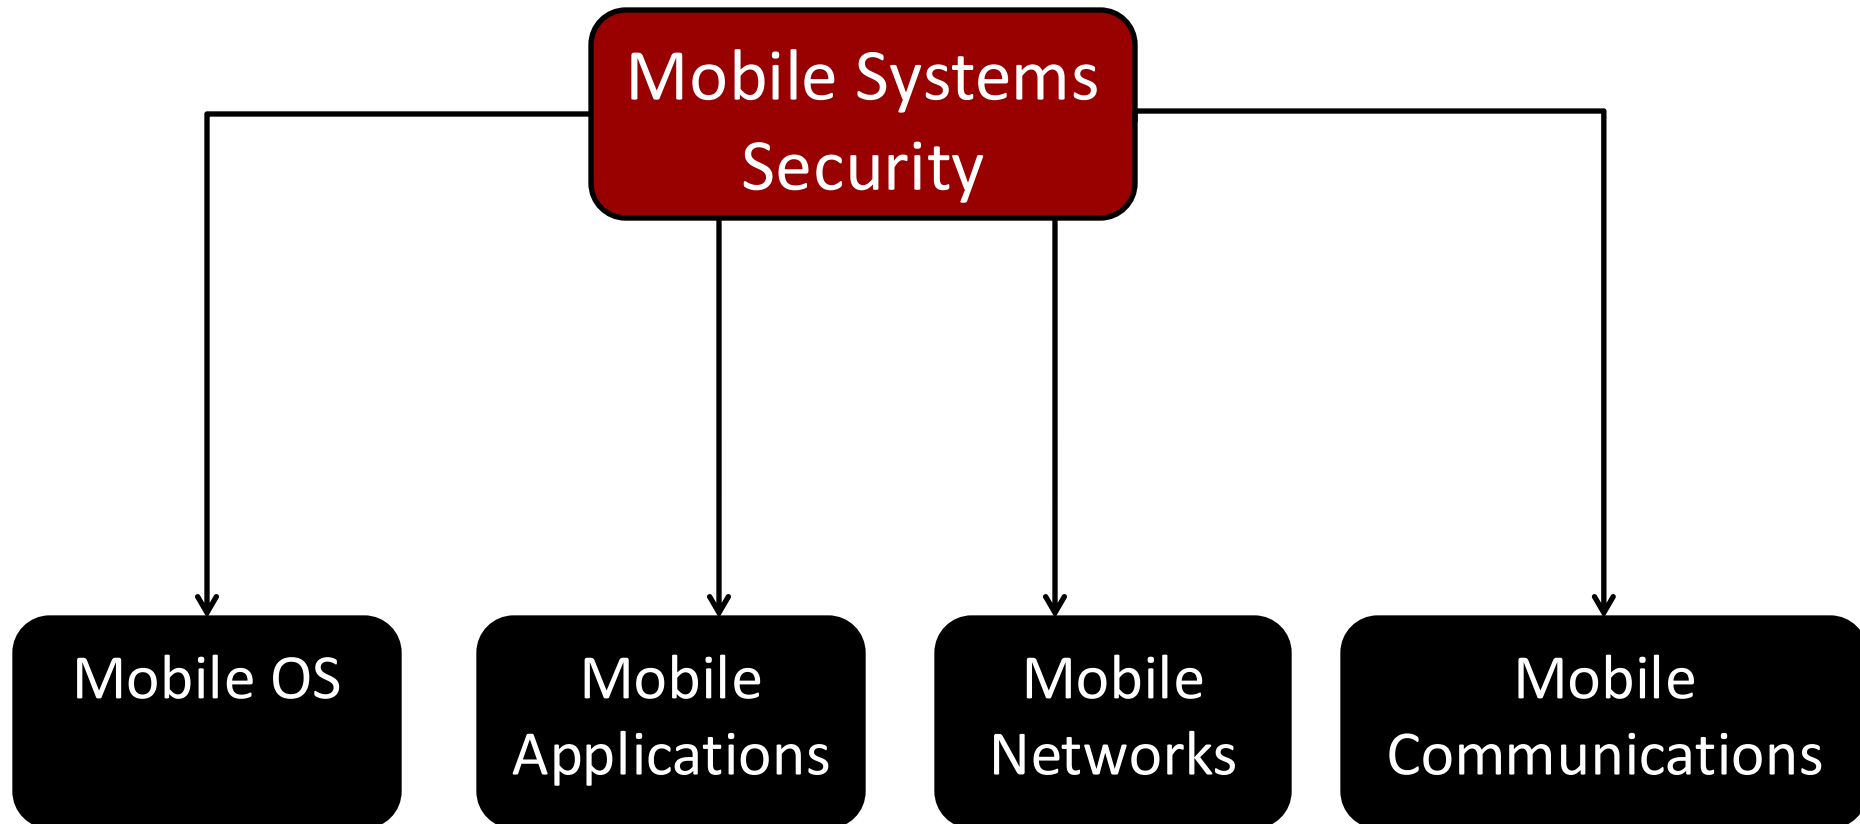 Mobile Systems
Security
Mobile OS
Mobile
Applications
Mobile
Networks
Mobile
Communications